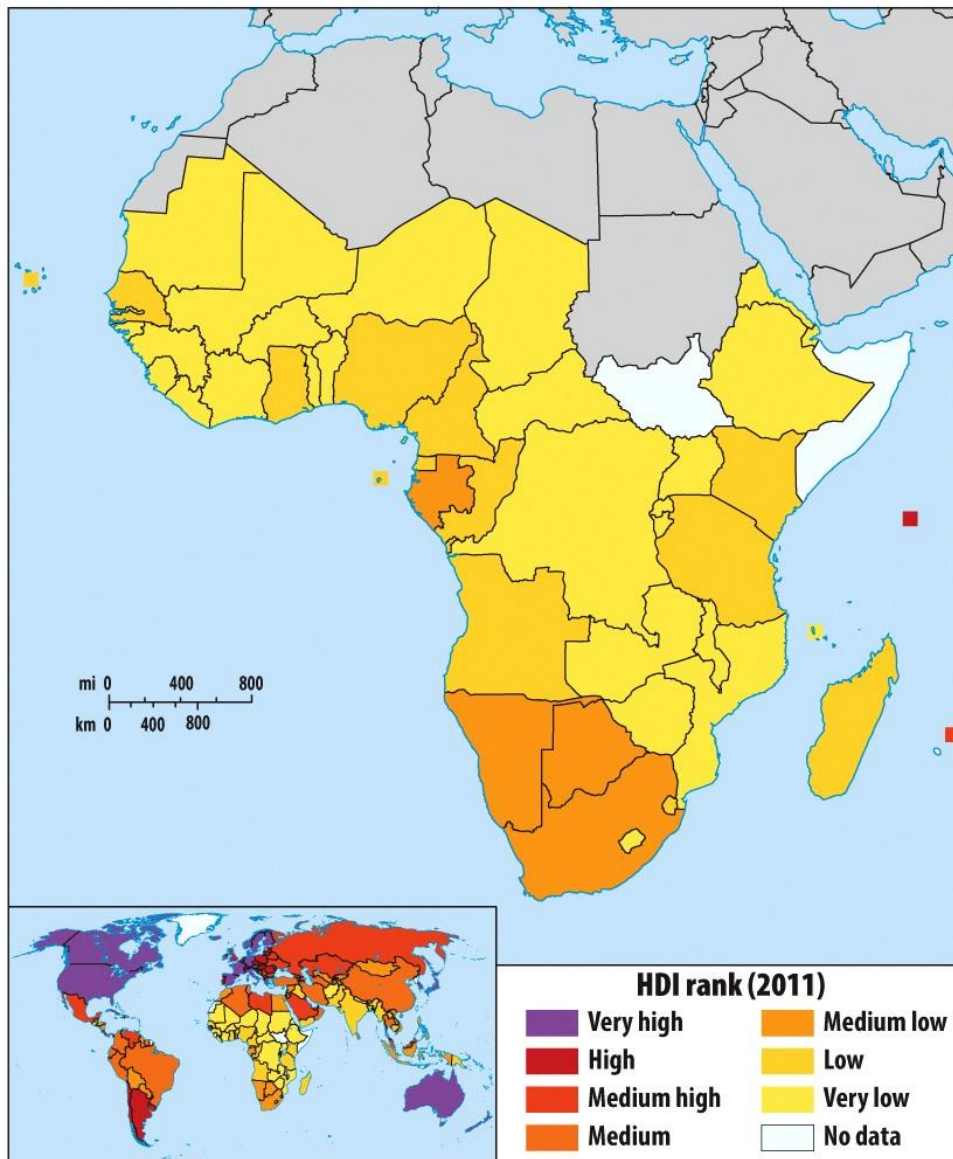 mi 0 400 800
km 0 400 800
HDI rank (2011)
Very high
High
Medium high
Medium
Medium low
Low
Very low
No data